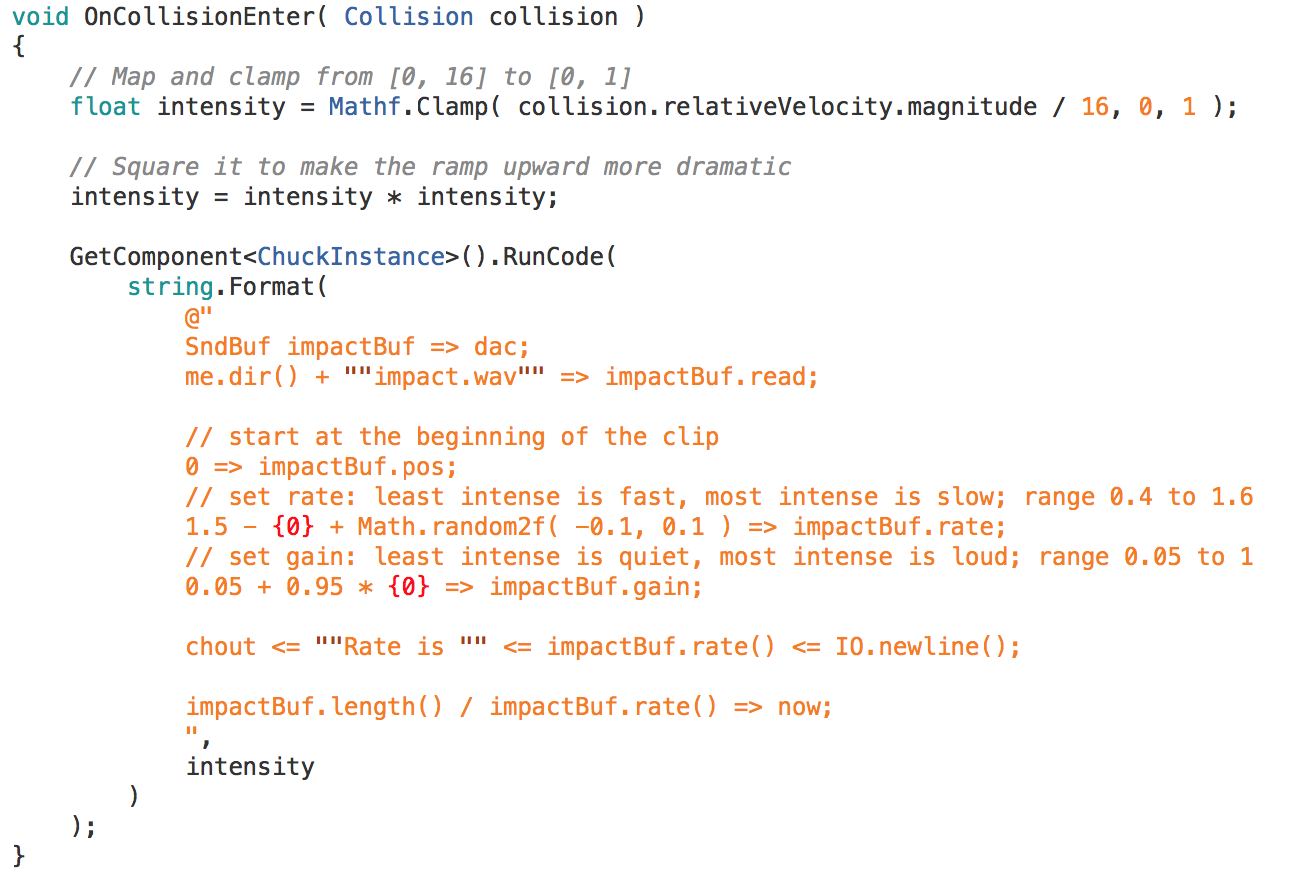 void OnCollisionEnter( Collision collision )
{
    // Map and clamp from [0, 16] to [0, 1]
    float intensity = Mathf.Clamp( collision.relativeVelocity.magnitude / 16, 0, 1 );

    // Square it to make the ramp upward more dramatic
    intensity = intensity * intensity;

    GetComponent<ChuckInstance>().RunCode(
        string.Format(
            @"
            SndBuf impactBuf => dac;
            me.dir() + ""impact.wav"" => impactBuf.read;

            // start at the beginning of the clip
            0 => impactBuf.pos;
            // set rate: least intense is fast, most intense is slow; range 0.4 to 1.6
            1.5 - {0} + Math.random2f( -0.1, 0.1 ) => impactBuf.rate;
            // set gain: least intense is quiet, most intense is loud; range 0.05 to 1
            0.05 + 0.95 * {0} => impactBuf.gain;

            chout <= ""Rate is "" <= impactBuf.rate() <= IO.newline();

            impactBuf.length() / impactBuf.rate() => now;
            ",
            intensity
        )
    );
}